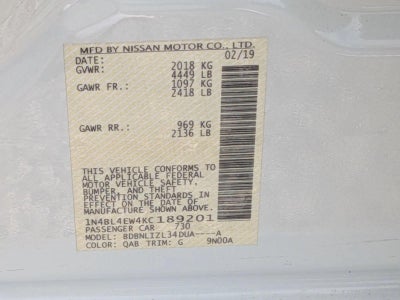 MFD BY NISSAN MOTOR CO., LTD.
DATE: 02/19
GVWR: 2018 KG
4449 LB
GAWR FR.: 1097 KG
2418 LB
GAWR RR.: 969 KG
2136 LB
THIS VEHICLE CONFORMS TO
ALL APPLICABLE FEDERAL
MOTOR VEHICLE SAFETY,
BUMPER, AND THEFT
PREVENTION STANDARDS IN
EFFECT ON THE DATE OF
MANUFACTURE SHOWN ABOVE.
1N4BL4EW4KC189201
PASSENGER CAR 730
MODEL: BDBNLIZL34DUA----A
COLOR: QAB TRIM: G 9N00A